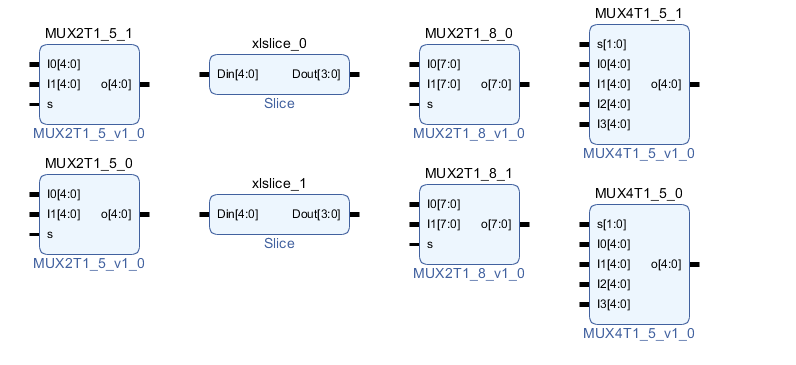 MUX2T1_5_1
I0[4:0]
I1[4:0] o[4:0]
s
MUX2T1_5_v1_0
xlslice_0
Din[4:0] Dout[3:0]
Slice
MUX2T1_8_0
I0[7:0]
I1[7:0] o[7:0]
s
MUX2T1_8_v1_0
MUX4T1_5_1
s[1:0]
I0[4:0]
I1[4:0] o[4:0]
I2[4:0]
I3[4:0]
MUX4T1_5_v1_0
MUX2T1_5_0
I0[4:0]
I1[4:0] o[4:0]
s
MUX2T1_5_v1_0
xlslice_1
Din[4:0] Dout[3:0]
Slice
MUX2T1_8_1
I0[7:0]
I1[7:0] o[7:0]
s
MUX2T1_8_v1_0
MUX4T1_5_0
s[1:0]
I0[4:0]
I1[4:0] o[4:0]
I2[4:0]
I3[4:0]
MUX4T1_5_v1_0